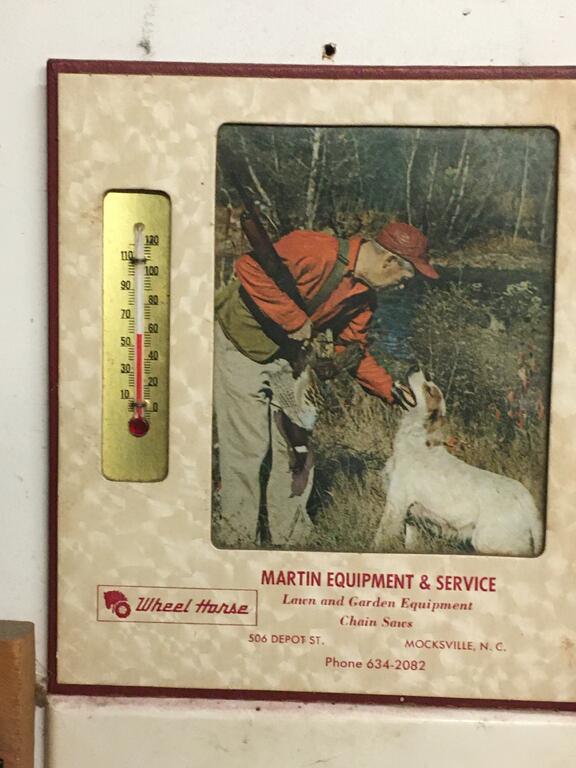 120
110
100
90
80
70
60
50
40
30
20
10
0
MARTIN EQUIPMENT & SERVICE
Wheel Horse
Lawn and Garden Equipment
Chain Saws
506 DEPOT ST. MOCKSVILLE, N. C.
Phone 634-2082